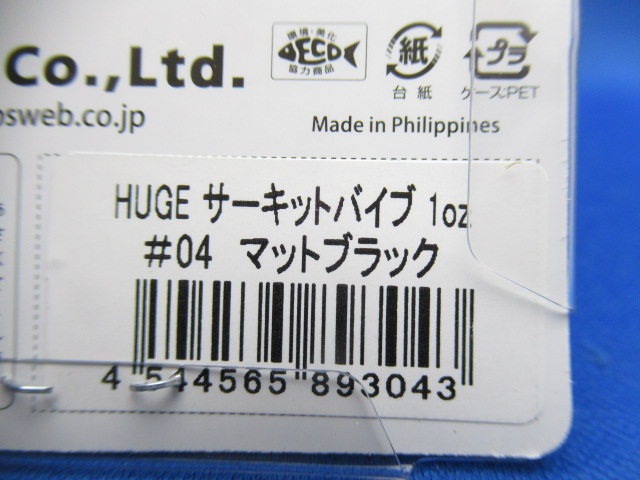 環境・美化
ECO
協力商品
紙
台紙
プラ
ケース:PET
Co.,Ltd.
sweb.co.jp
Made in Philippines
HUGE サーキットバイブ 1oz
#04 マットブラック
4 544565 893043